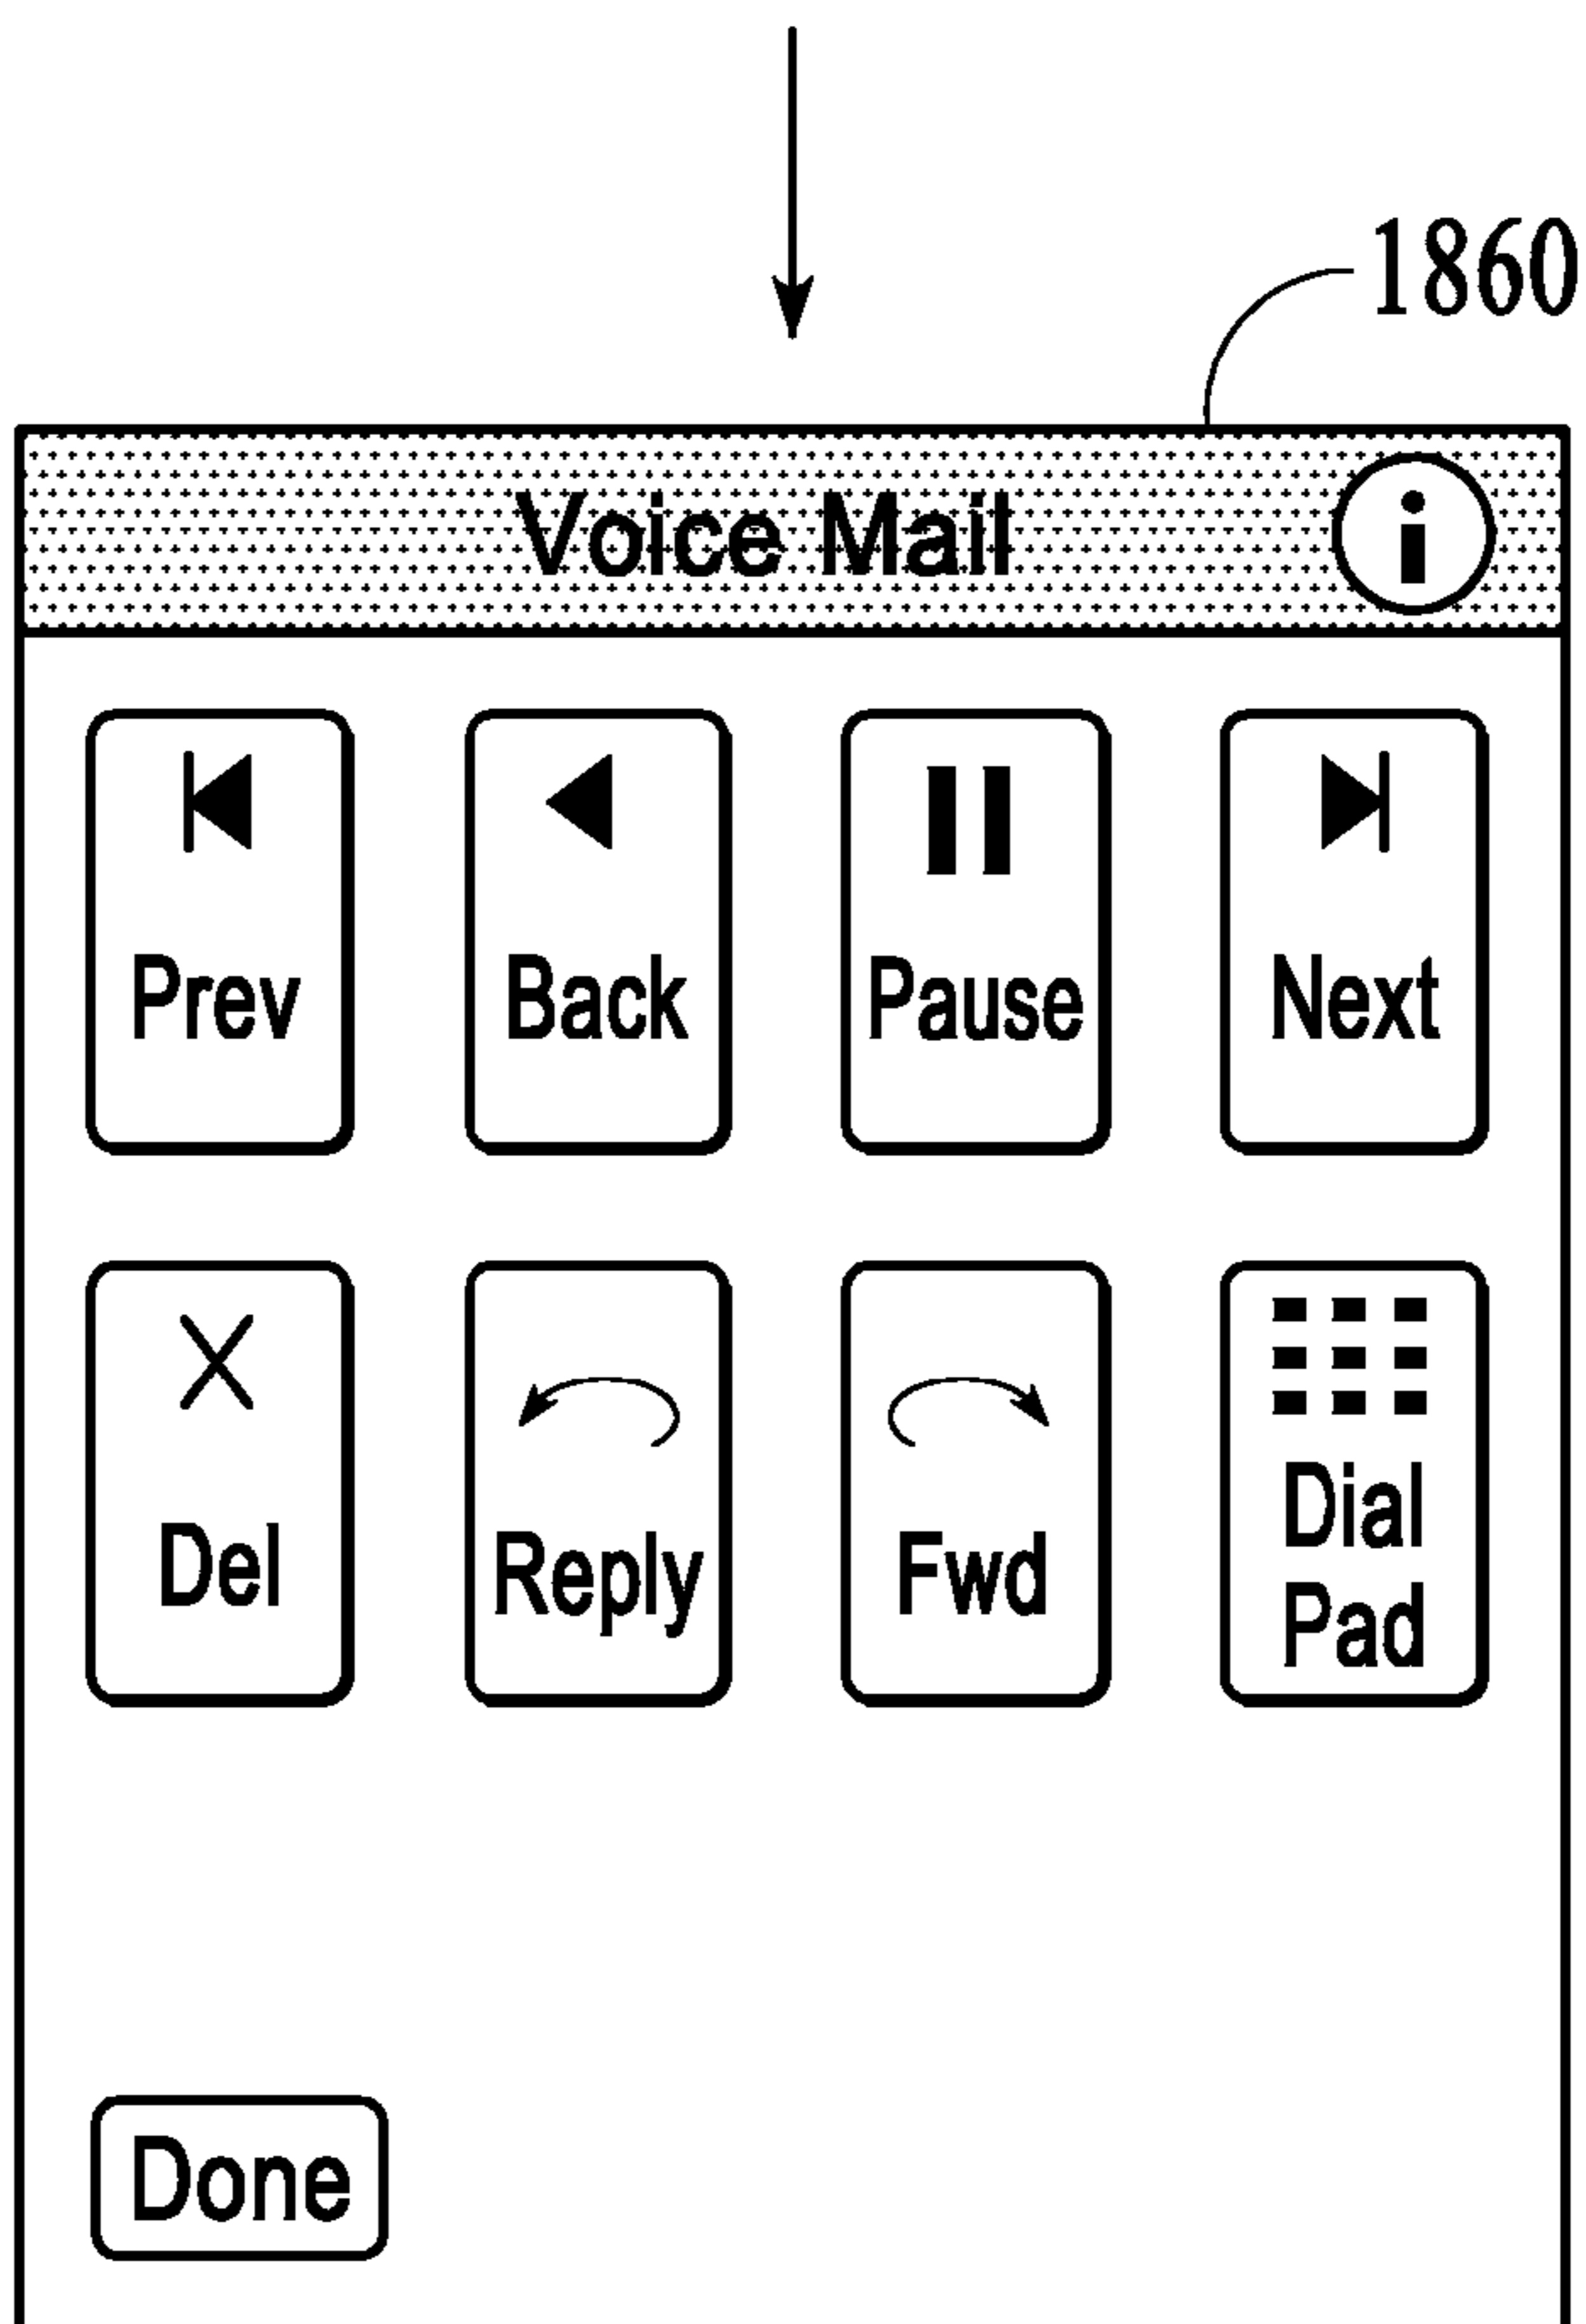 1860
Voice Mail i
Prev Back Pause Next
Del Reply Fwd Dial
Pad
Done